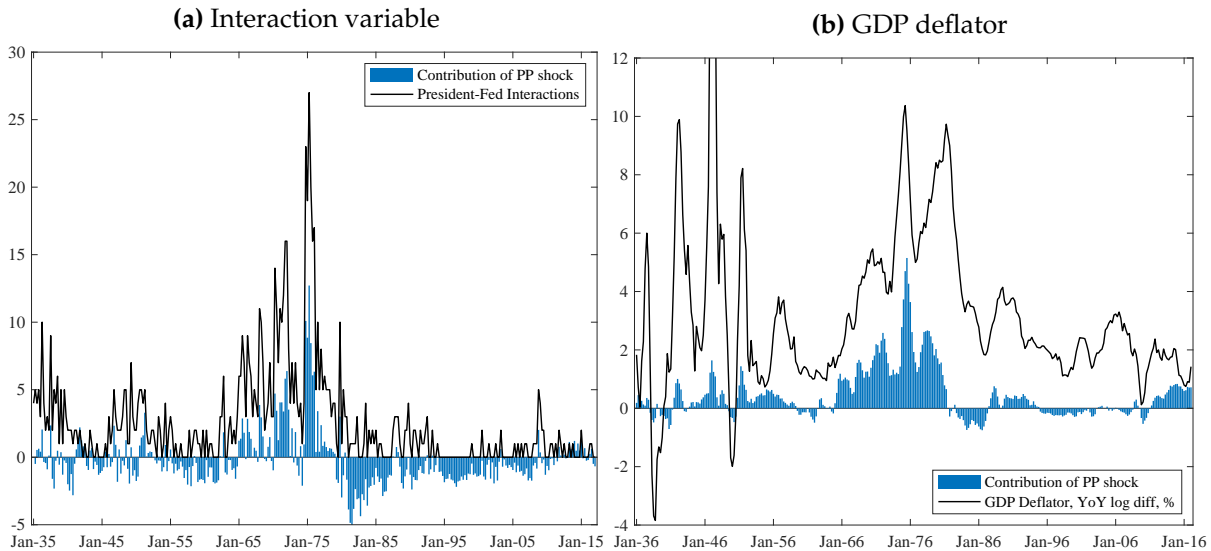 (a) Interaction variable
30
25
20
15
10
5
0
-5
Contribution of PP shock
President-Fed Interactions
Jan-35 Jan-45 Jan-55 Jan-65 Jan-75 Jan-85 Jan-95 Jan-05 Jan-15
(b) GDP deflator
12
10
8
6
4
2
0
-2
-4
Contribution of PP shock
GDP Deflator, YoY log diff, %
Jan-36 Jan-46 Jan-56 Jan-66 Jan-76 Jan-86 Jan-96 Jan-06 Jan-16